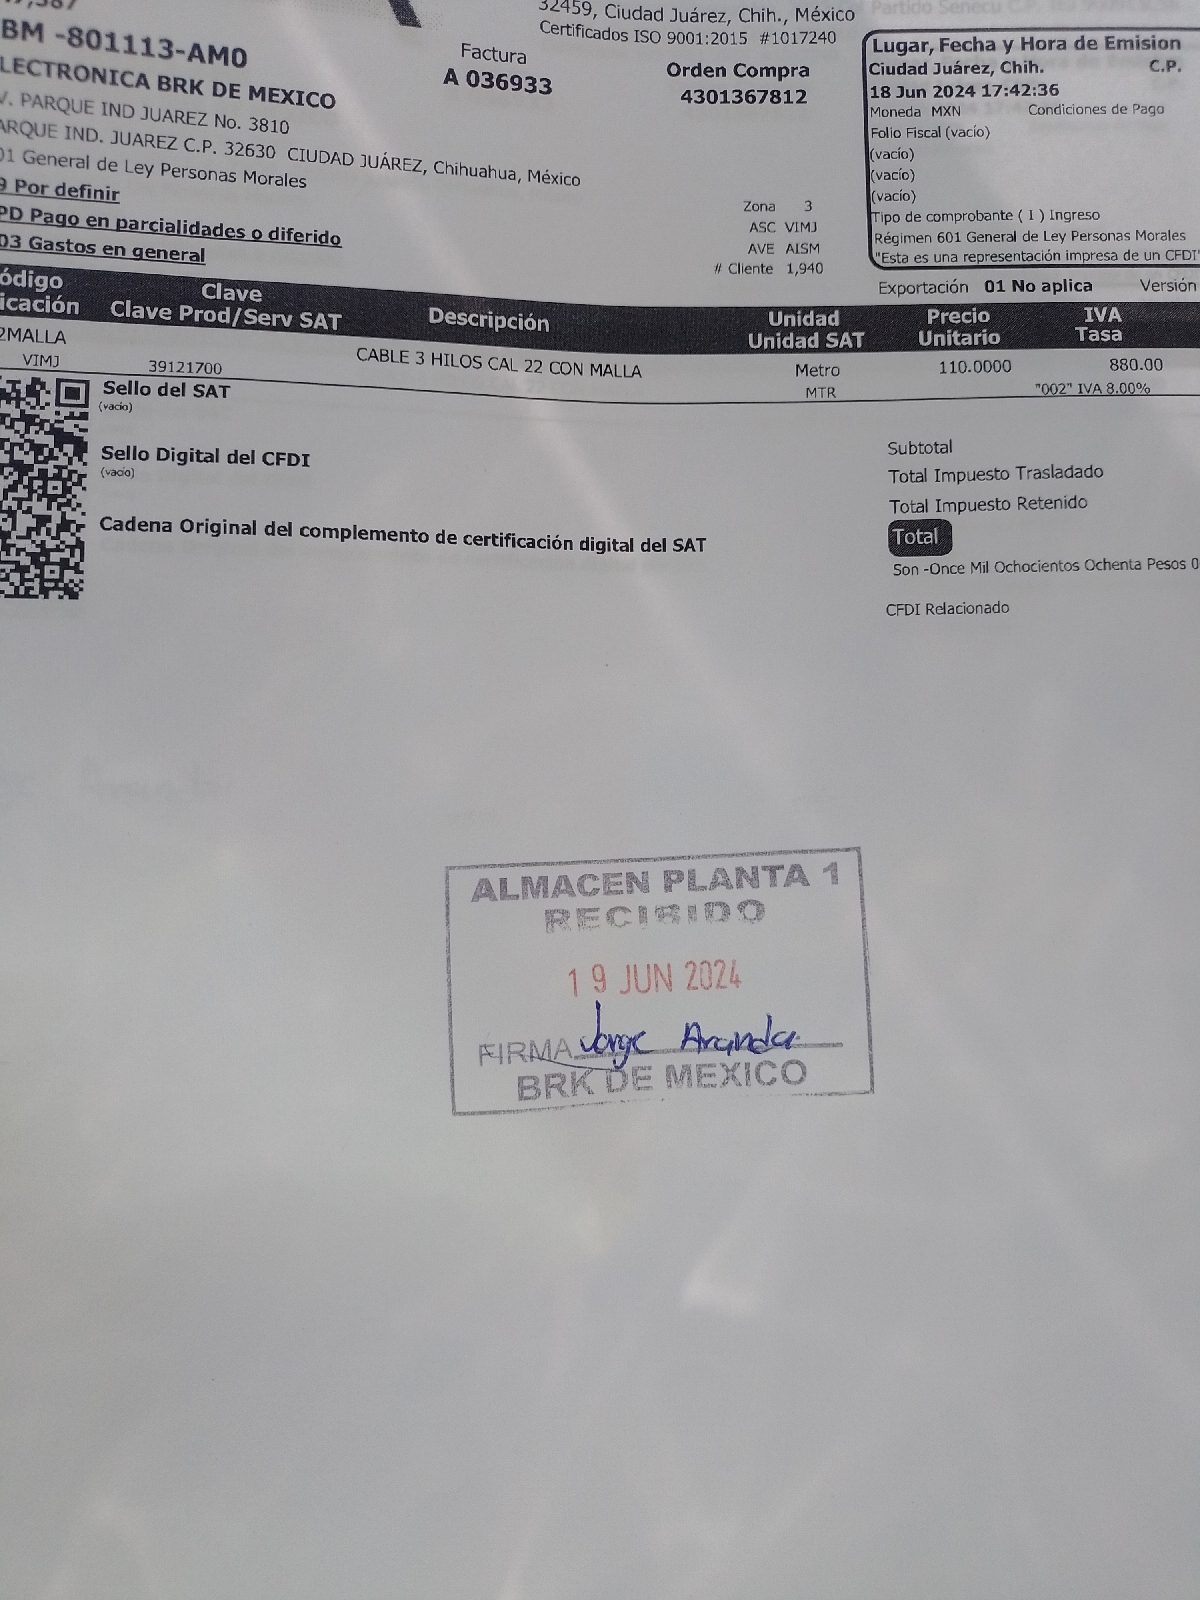 32459, Ciudad Juárez, Chih., México
Certificados ISO 9001:2015 #1017240
BM -801113-AM0
LECTRONICA BRK DE MEXICO
V. PARQUE IND JUAREZ No. 3810
ARQUE IND. JUAREZ C.P. 32630 CIUDAD JUÁREZ, Chihuahua, México
01 General de Ley Personas Morales
9 Por definir
PD Pago en parcialidades o diferido
03 Gastos en general
Factura
A 036933
Orden Compra
4301367812
Zona 3
ASC VIMJ
AVE AISM
# Cliente 1,940
Lugar, Fecha y Hora de Emision
Ciudad Juárez, Chih. C.P.
18 Jun 2024 17:42:36
Moneda MXN Condiciones de Pago
Folio Fiscal (vacío)
(vacío)
(vacío)
(vacío)
Tipo de comprobante ( I ) Ingreso
Régimen 601 General de Ley Personas Morales
"Esta es una representación impresa de un CFDI"
Exportación 01 No aplica Versión
ódigo Clave Descripción Unidad Precio IVA
icación Clave Prod/Serv SAT Unidad SAT Unitario Tasa
2MALLA
VIMJ 39121700 CABLE 3 HILOS CAL 22 CON MALLA Metro 110.0000 880.00
MTR "002" IVA 8.00%
Sello del SAT
(vacío)
Sello Digital del CFDI
(vacío)
Cadena Original del complemento de certificación digital del SAT
Subtotal
Total Impuesto Trasladado
Total Impuesto Retenido
Total
Son -Once Mil Ochocientos Ochenta Pesos 0
CFDI Relacionado
ALMACEN PLANTA 1
RECIBIDO
19 JUN 2024
FIRMA Jorge Aranda
BRK DE MEXICO